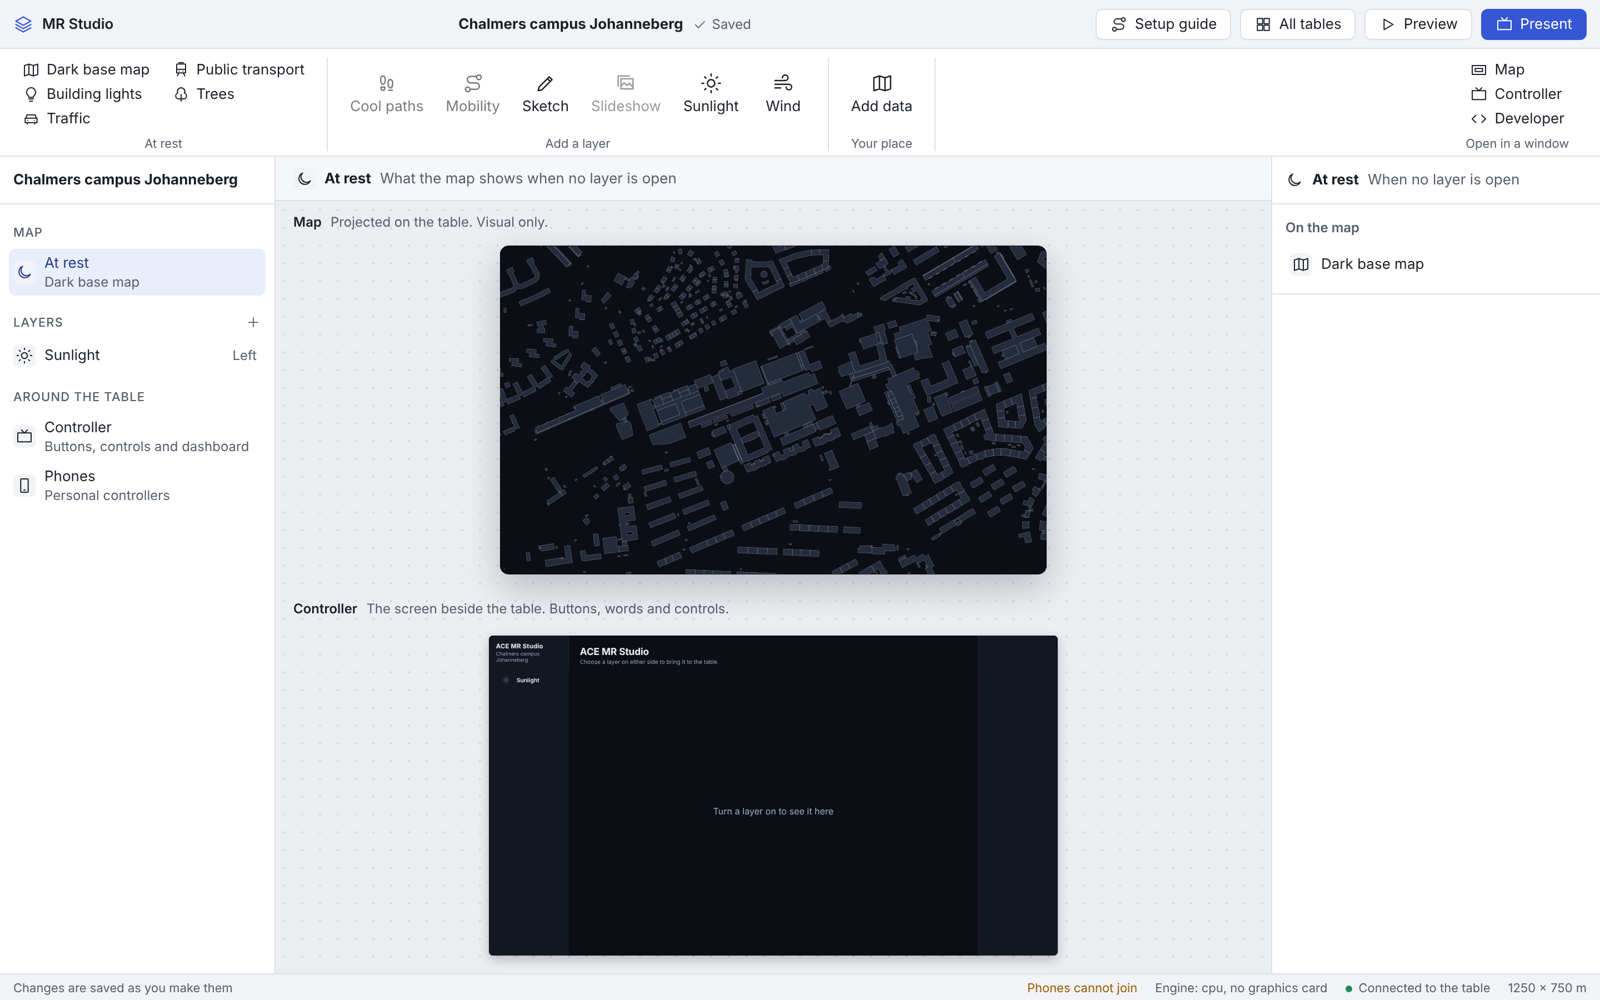 MR Studio
Chalmers campus Johanneberg
Saved
Setup guide
All tables
Preview
Present
Dark base map
Public transport
Building lights
Trees
Traffic
At rest
Cool paths
Mobility
Sketch
Slideshow
Sunlight
Wind
Add a layer
Add data
Your place
Map
Controller
Developer
Open in a window
Chalmers campus Johanneberg
MAP
At rest
Dark base map
LAYERS
Sunlight
Left
AROUND THE TABLE
Controller
Buttons, controls and dashboard
Phones
Personal controllers
At rest What the map shows when no layer is open
Map Projected on the table. Visual only.
Controller The screen beside the table. Buttons, words and controls.
ACE MR Studio
Chalmers campus
Johanneberg
Sunlight
ACE MR Studio
Choose a layer on either side to bring it to the table.
Turn a layer on to see it here
At rest When no layer is open
On the map
Dark base map
Changes are saved as you make them
Phones cannot join
Engine: cpu, no graphics card
Connected to the table
1250 × 750 m